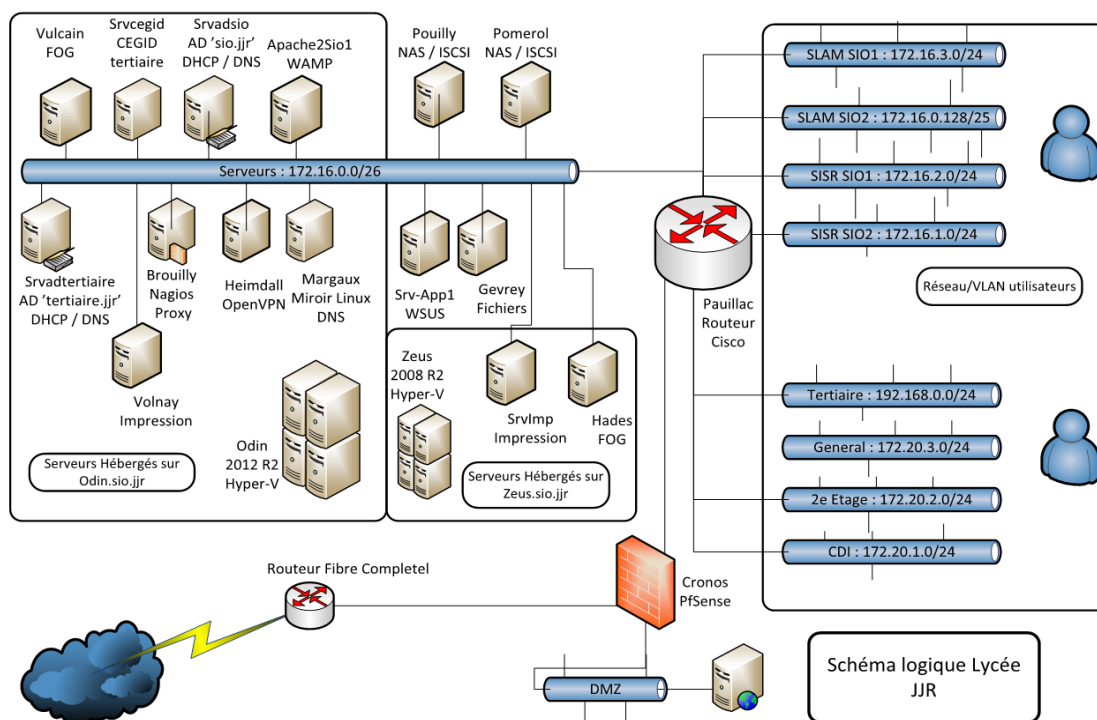 Vulcain
FOG
Srvcegid
CEGID
tertiaire
Srvadsio
AD 'sio.jjr'
DHCP / DNS
Apache2Sio1
WAMP
Pouilly
NAS / ISCSI
Pomerol
NAS / ISCSI
Serveurs : 172.16.0.0/26
Srvadtertiaire
AD 'tertiaire.jjr'
DHCP / DNS
Brouilly
Nagios
Proxy
Heimdall
OpenVPN
Margaux
Miroir Linux
DNS
Srv-App1
WSUS
Gevrey
Fichiers
Volnay
Impression
Odin
2012 R2
Hyper-V
Serveurs Hébergés sur
Odin.sio.jjr
Zeus
2008 R2
Hyper-V
SrvImp
Impression
Hades
FOG
Serveurs Hébergés sur
Zeus.sio.jjr
Pauillac
Routeur
Cisco
SLAM SIO1 : 172.16.3.0/24
SLAM SIO2 : 172.16.0.128/25
SISR SIO1 : 172.16.2.0/24
SISR SIO2 : 172.16.1.0/24
Réseau/VLAN utilisateurs
Tertiaire : 192.168.0.0/24
General : 172.20.3.0/24
2e Etage : 172.20.2.0/24
CDI : 172.20.1.0/24
Routeur Fibre Completel
Cronos
PfSense
DMZ
Schéma logique Lycée
JJR